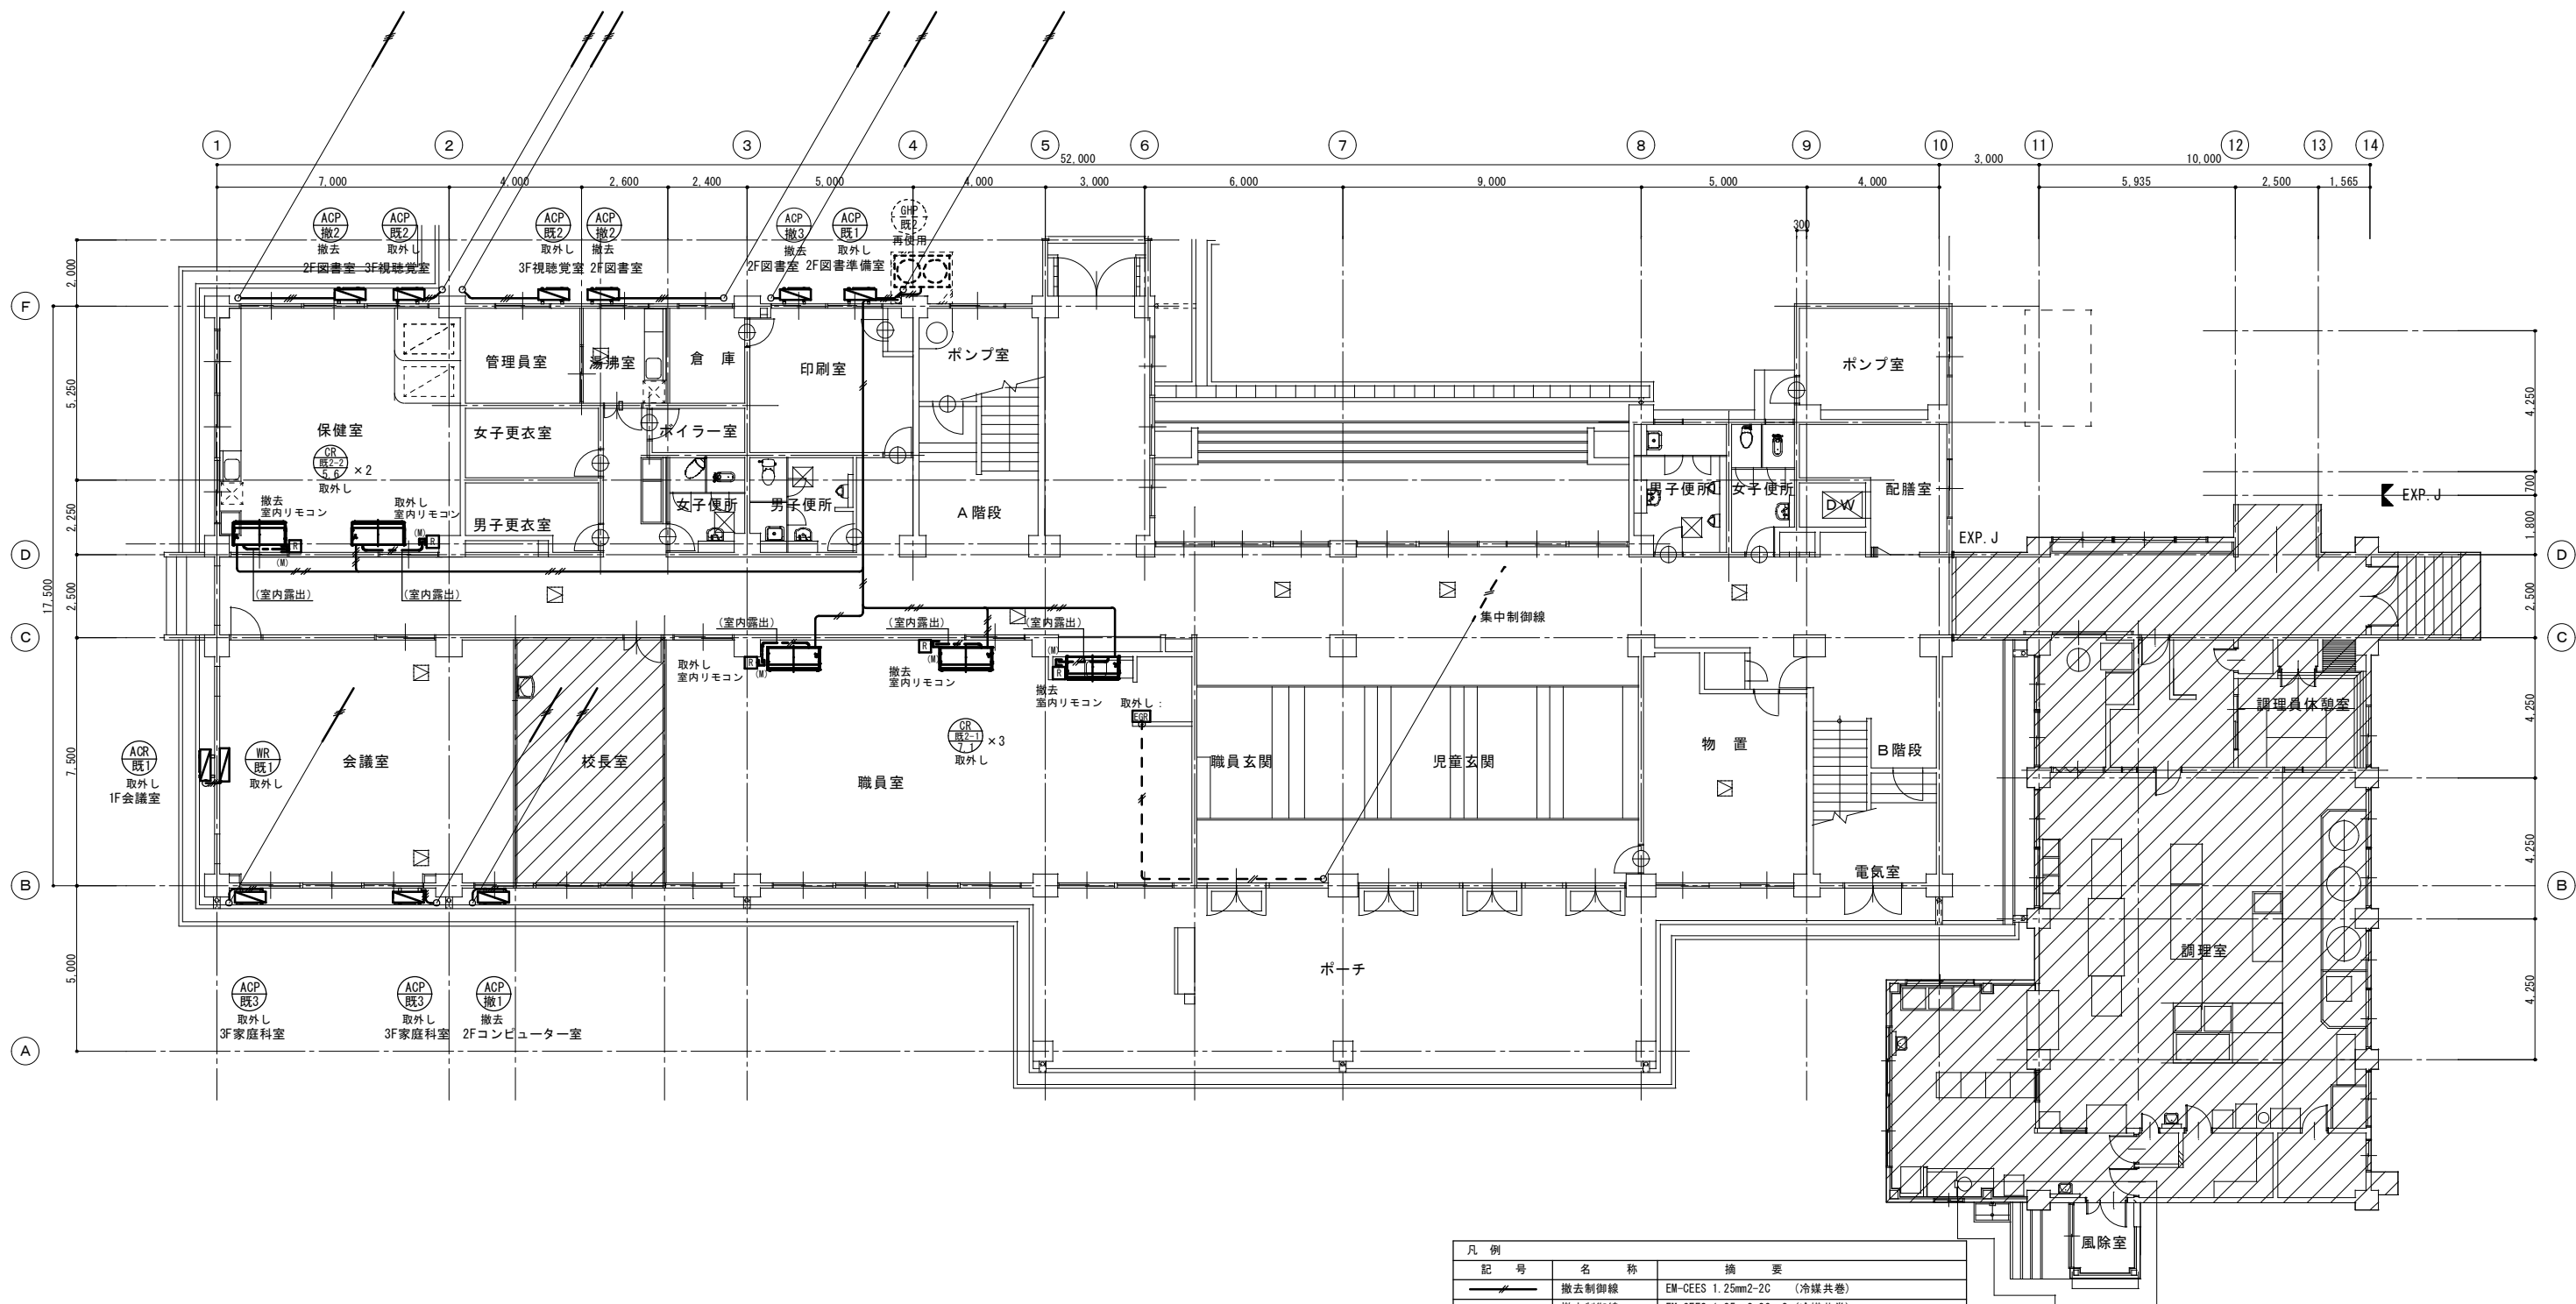 1 2 3 4 5 6 7 8 9 10 11 12 13 14
52,000 3,000 10,000
7,000 4,000 2,600 2,400 5,000 4,000 3,000 6,000 9,000 5,000 4,000 5,935 2,500 1,565
300
ACP 撤2 撤去 2F図書室
ACP 既2 取外し 3F視聴覚室
ACP 既2 取外し 3F視聴覚室
ACP 撤2 撤去 2F図書室
ACP 撤3 撤去 2F図書室
ACP 既1 取外し 2F図書準備室
GHP 既2 再使用
F
D
C
B
A
2,000
5,250
2,250
2,500
7,500
5,000
17,500
管理員室
湯沸室
倉 庫
印刷室
ポンプ室
ポンプ室
保健室
CR 既2-2 5.6 ×2
取外し
女子更衣室
ボイラー室
男子更衣室
女子便所
男子便所
A階段
男子便所
女子便所
配膳室
DW
EXP.J
EXP.J
撤去
室内リモコン
取外し
室内リモコン
R
(M)
R
(M)
(室内露出)
(室内露出)
(室内露出)
(室内露出)
(室内露出)
集中制御線
取外し
室内リモコン
R
(M)
撤去
室内リモコン
R
(M)
撤去
室内リモコン
R
(M)
取外し:
EGR
ACR 既1
取外し
1F会議室
WR 既1
取外し
会議室
校長室
職員室
CR 既2-1 7.1 ×3
取外し
職員玄関
児童玄関
物 置
B階段
電気室
調理員休憩室
調理室
ポーチ
風除室
ACP 既3
取外し
3F家庭科室
ACP 既3
取外し
3F家庭科室
ACP 撤1
撤去
2Fコンピューター室
4,250
700
1,800
2,500
4,250
4,250
4,250
D
C
B
凡 例
記 号 名 称 摘 要
撤去制御線 EM-CEES 1.25mm2-2C (冷媒共巻)